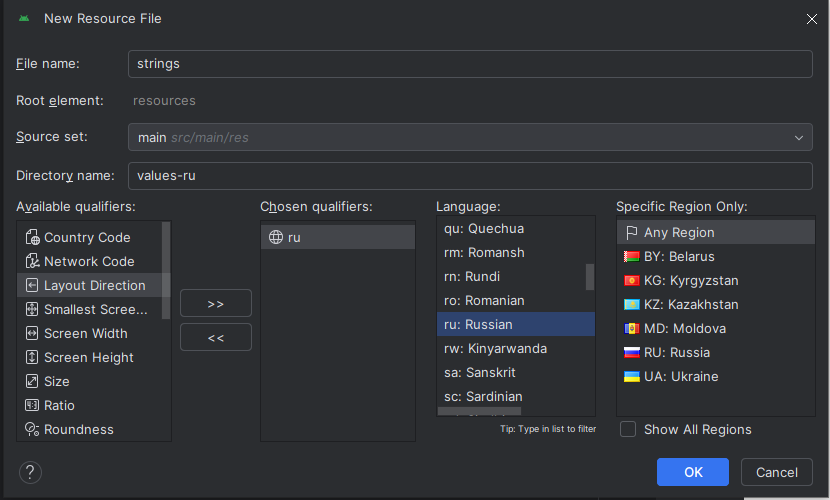 New Resource File
File name: strings
Root element: resources
Source set: main src/main/res
Directory name: values-ru
Available qualifiers:
Country Code
Network Code
Layout Direction
Smallest Scree...
Screen Width
Screen Height
Size
Ratio
Roundness
>>
<<
Chosen qualifiers:
ru
Language:
qu: Quechua
rm: Romansh
rn: Rundi
ro: Romanian
ru: Russian
rw: Kinyarwanda
sa: Sanskrit
sc: Sardinian
Tip: Type in list to filter
Specific Region Only:
Any Region
BY: Belarus
KG: Kyrgyzstan
KZ: Kazakhstan
MD: Moldova
RU: Russia
UA: Ukraine
Show All Regions
?
OK
Cancel